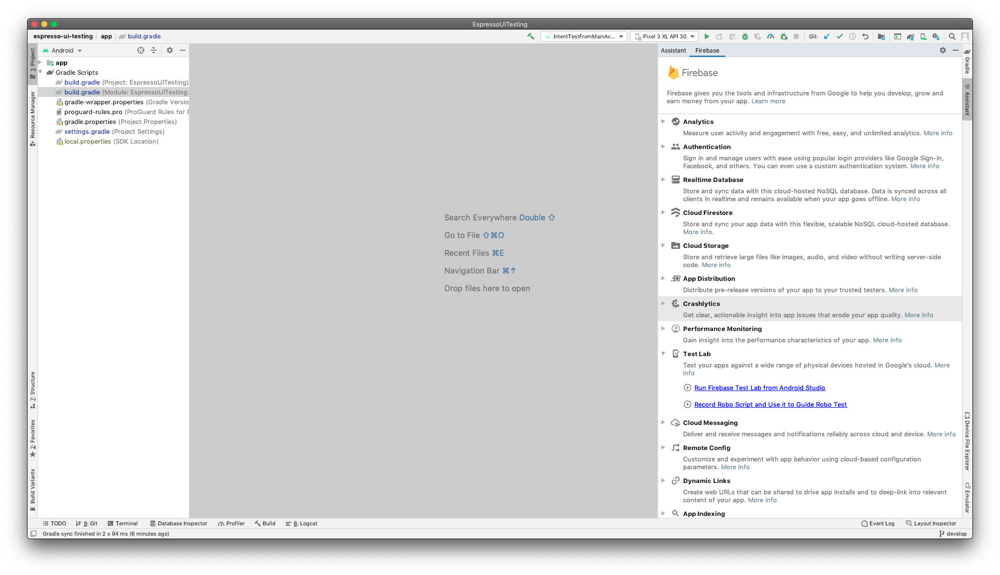 EspressoUITesting
espresso-ui-testing app build.gradle
IntentTestFromMainAc... Pixel 3 XL API 30 Git:
Android
app
Gradle Scripts
build.gradle (Project: EspressoUITesting)
build.gradle (Module: EspressoUITesting.
gradle-wrapper.properties (Gradle Versio
proguard-rules.pro (ProGuard Rules for E
gradle.properties (Project Properties)
settings.gradle (Project Settings)
local.properties (SDK Location)
1: Project
Resource Manager
7: Structure
2: Favorites
Build Variants
Search Everywhere Double ⇧
Go to File ⇧⌘O
Recent Files ⌘E
Navigation Bar ⌘↑
Drop files here to open
Assistant Firebase
Firebase
Firebase gives you the tools and infrastructure from Google to help you develop, grow and
earn money from your app. Learn more
Analytics
Measure user activity and engagement with free, easy, and unlimited analytics. More info
Authentication
Sign in and manage users with ease using popular login providers like Google Sign-In,
Facebook, and others. You can even use a custom authentication system. More info
Realtime Database
Store and sync data with this cloud-hosted NoSQL database. Data is synced across all
clients in realtime and remains available when your app goes offline. More info
Cloud Firestore
Store and sync your app data with this flexible, scalable NoSQL cloud-hosted database.
More info.
Cloud Storage
Store and retrieve large files like images, audio, and video without writing server-side
code. More info
App Distribution
Distribute pre-release versions of your app to your trusted testers. More info
Crashlytics
Get clear, actionable insight into app issues that erode your app quality. More info
Performance Monitoring
Gain insight into the performance characteristics of your app. More info
Test Lab
Test your apps against a wide range of physical devices hosted in Google's cloud. More
info
Run Firebase Test Lab from Android Studio
Record Robo Script and Use it to Guide Robo Test
Cloud Messaging
Deliver and receive messages and notifications reliably across cloud and device. More info
Remote Config
Customize and experiment with app behavior using cloud-based configuration
parameters. More info
Dynamic Links
Create web URLs that can be shared to drive app installs and to deep-link into relevant
content of your app. More info
App Indexing
Gradle
Assistant
Device File Explorer
Emulator
TODO 9: Git Terminal Database Inspector Profiler Build 6: Logcat Event Log Layout Inspector
Gradle sync finished in 2 s 94 ms (6 minutes ago) develop